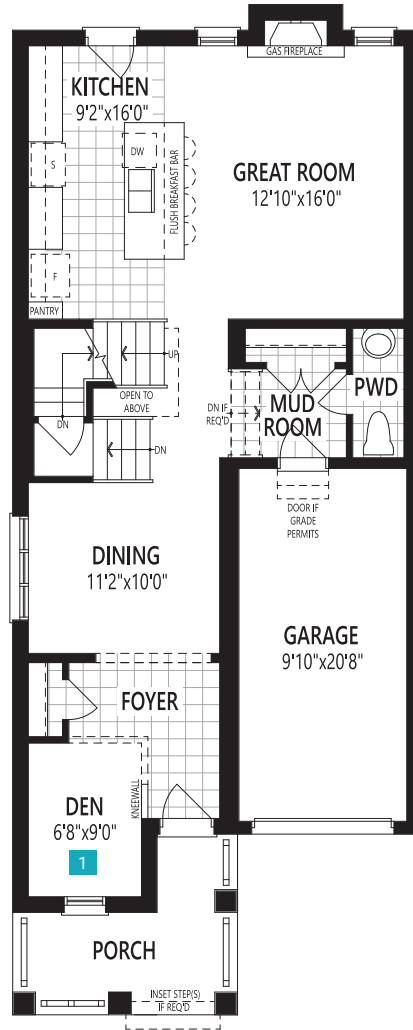 GAS FIREPLACE
KITCHEN
9'2"x16'0"
DW
S
FLUSH BREAKFAST BAR
GREAT ROOM
12'10"x16'0"
F
PANTRY
UP
OPEN TO
ABOVE
DN
DN
DN IF
REQ'D
MUD
ROOM
PWD
DOOR IF
GRADE
PERMITS
DINING
11'2"x10'0"
GARAGE
9'10"x20'8"
FOYER
KNEEWALL
DEN
6'8"x9'0"
1
PORCH
INSET STEP(S)
IF REQ'D